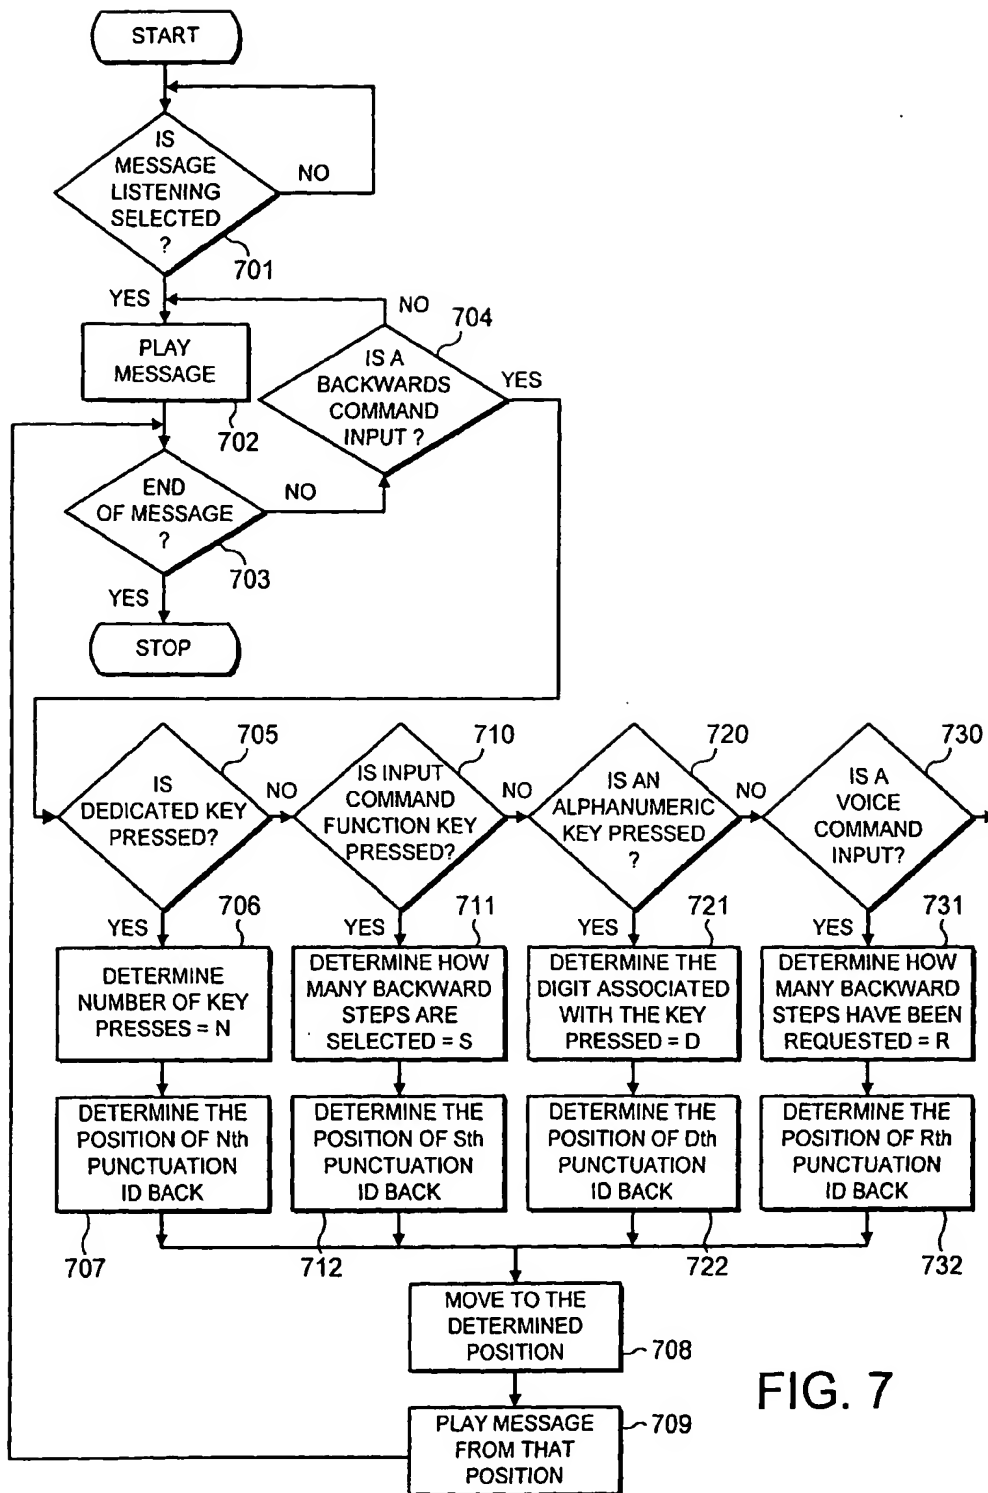 START
IS
MESSAGE
LISTENING
SELECTED
?
NO
701
YES
NO
704
PLAY
MESSAGE
IS A
BACKWARDS
COMMAND
INPUT ?
YES
702
END
OF MESSAGE
?
NO
703
YES
STOP
705
IS
DEDICATED KEY
PRESSED?
NO
710
IS INPUT
COMMAND
FUNCTION KEY
PRESSED?
NO
720
IS AN
ALPHANUMERIC
KEY PRESSED
?
NO
730
IS A
VOICE
COMMAND
INPUT?
YES
706
YES
711
YES
721
YES
731
DETERMINE
NUMBER OF KEY
PRESSES = N
DETERMINE HOW
MANY BACKWARD
STEPS ARE
SELECTED = S
DETERMINE THE
DIGIT ASSOCIATED
WITH THE KEY
PRESSED = D
DETERMINE HOW
MANY BACKWARD
STEPS HAVE BEEN
REQUESTED = R
DETERMINE THE
POSITION OF Nth
PUNCTUATION
ID BACK
DETERMINE THE
POSITION OF Sth
PUNCTUATION
ID BACK
DETERMINE THE
POSITION OF Dth
PUNCTUATION
ID BACK
DETERMINE THE
POSITION OF Rth
PUNCTUATION
ID BACK
707
712
722
732
MOVE TO THE
DETERMINED
POSITION
708
PLAY MESSAGE
FROM THAT
POSITION
709
FIG. 7